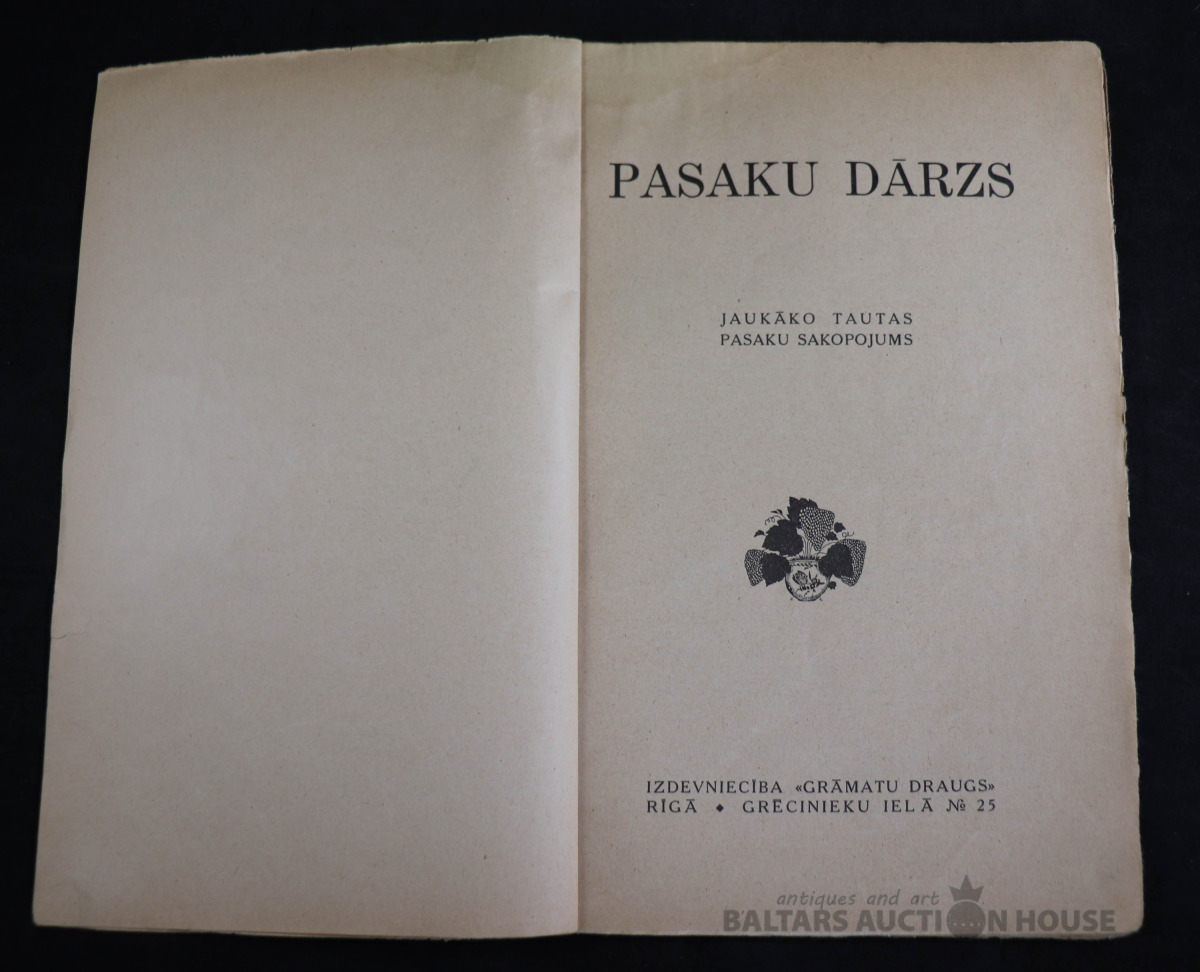 PASAKU DĀRZS
JAUKĀKO TAUTAS
PASAKU SAKOPOJUMS
IZDEVNIECĪBA «GRĀMATU DRAUGS»
RĪGĀ ◆ GRĒCINIEKU IELĀ № 25
antiques and art
BALTARS AUCTION HOUSE